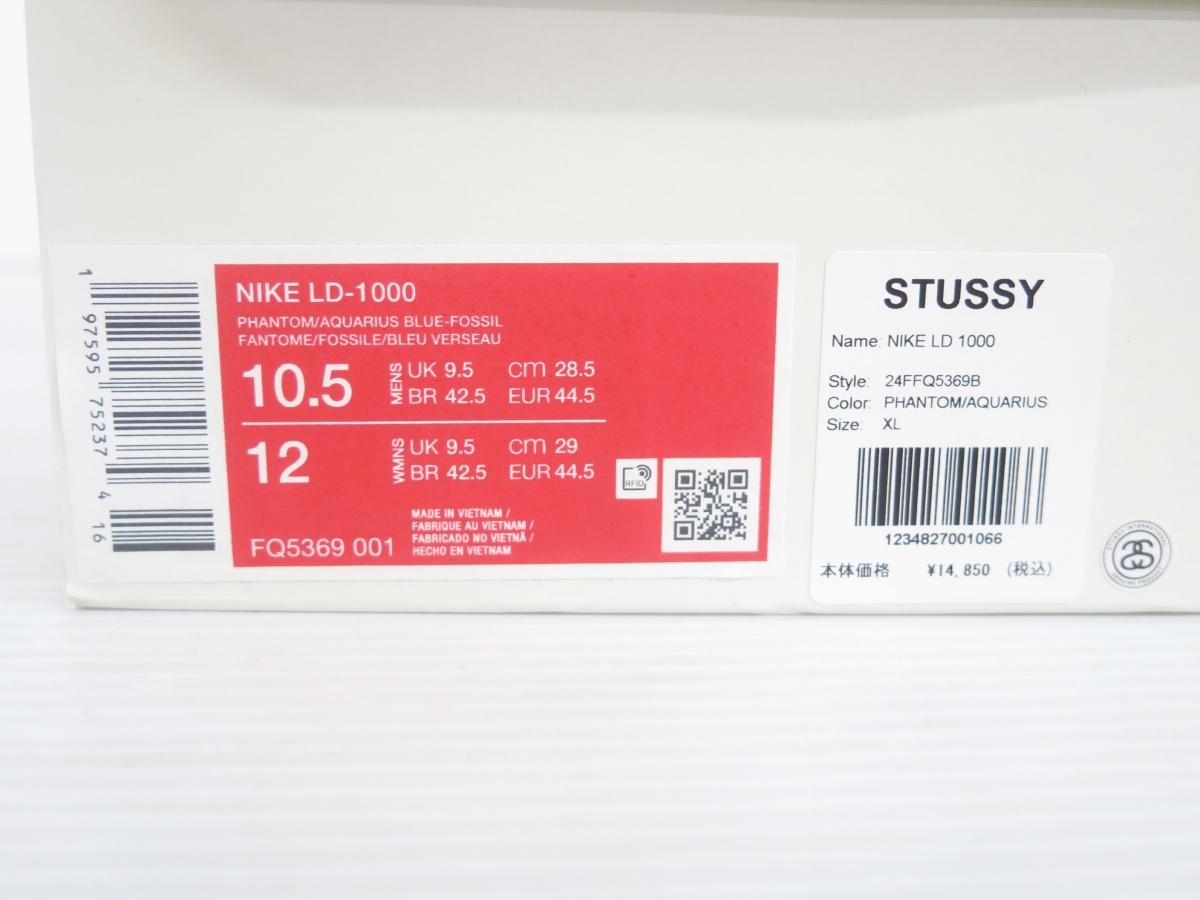 NIKE LD-1000
PHANTOM/AQUARIUS BLUE-FOSSIL
FANTOME/FOSSILE/BLEU VERSEAU
10.5 MENS UK 9.5 cm 28.5
BR 42.5 EUR 44.5
12 WMNS UK 9.5 cm 29
BR 42.5 EUR 44.5
RFID
MADE IN VIETNAM /
FABRIQUE AU VIETNAM /
FABRICADO NO VIETNÃ /
HECHO EN VIETNAM
FQ5369 001
1 97595 75237 4 16
STUSSY
Name: NIKE LD 1000
Style: 24FFQ5369B
Color: PHANTOM/AQUARIUS
Size: XL
1234827001066
本体価格 ¥14,850 (税込)
STUSSY INTERNATIONAL
GENUINE PRODUCT